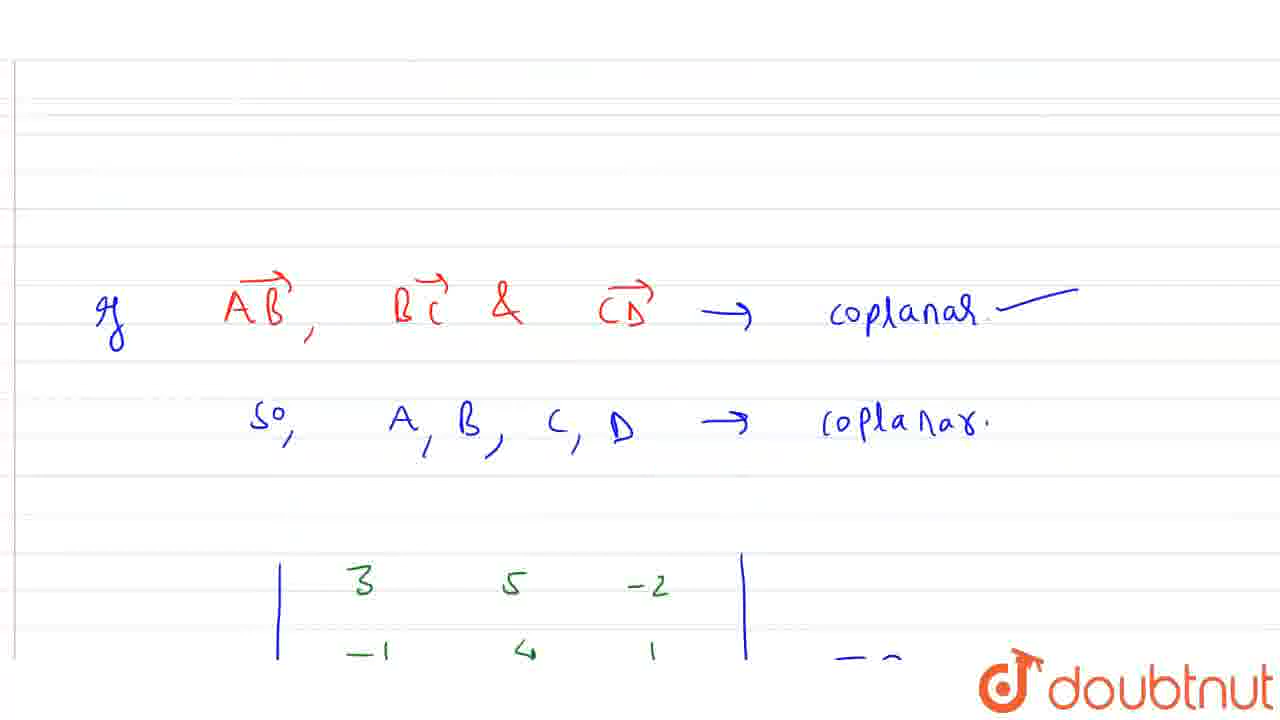 If AB, BC & CD → coplanar.
So, A, B, C, D → coplanar.
3 5 -2
-1 4 1
doubtnut